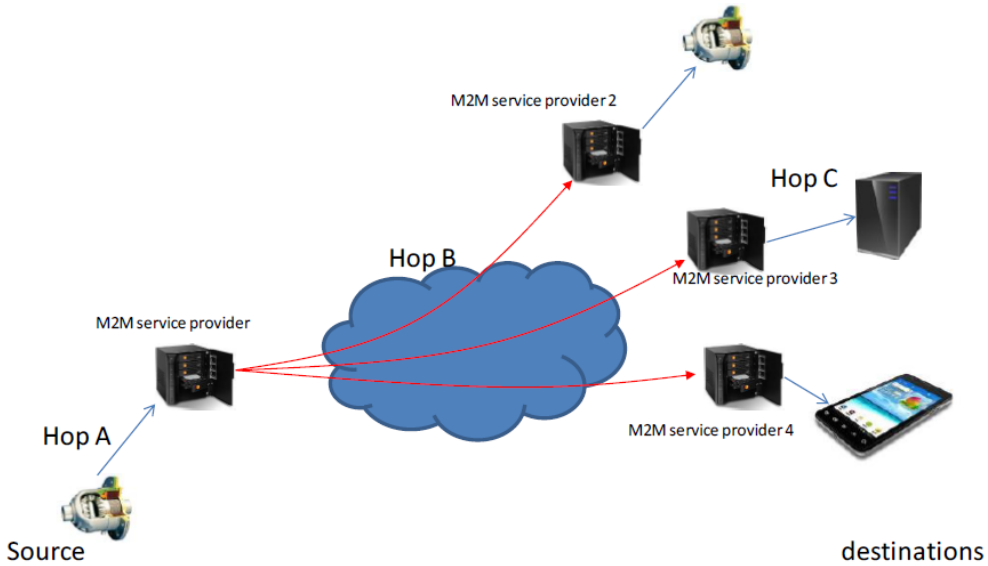 M2M service provider 2
Hop C
Hop B
M2M service provider 3
M2M service provider
M2M service provider 4
Hop A
Source
destinations